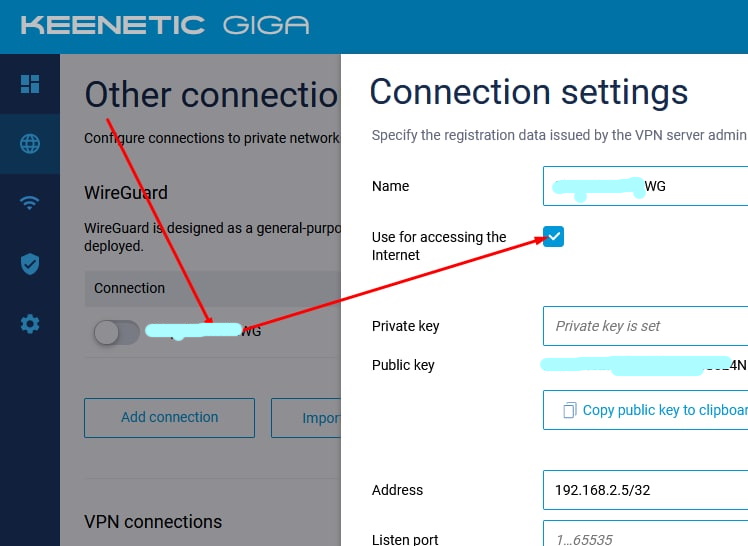 KEENETIC GIGA
Other connectio
Configure connections to private network
WireGuard
WireGuard is designed as a general-purpo
deployed.
Connection
WG
Add connection
Impor
VPN connections
Connection settings
Specify the registration data issued by the VPN server admin
Name
WG
Use for accessing the
Internet
Private key
Private key is set
Public key
4N
Copy public key to clipboar
Address
192.168.2.5/32
Listen port
1...65535